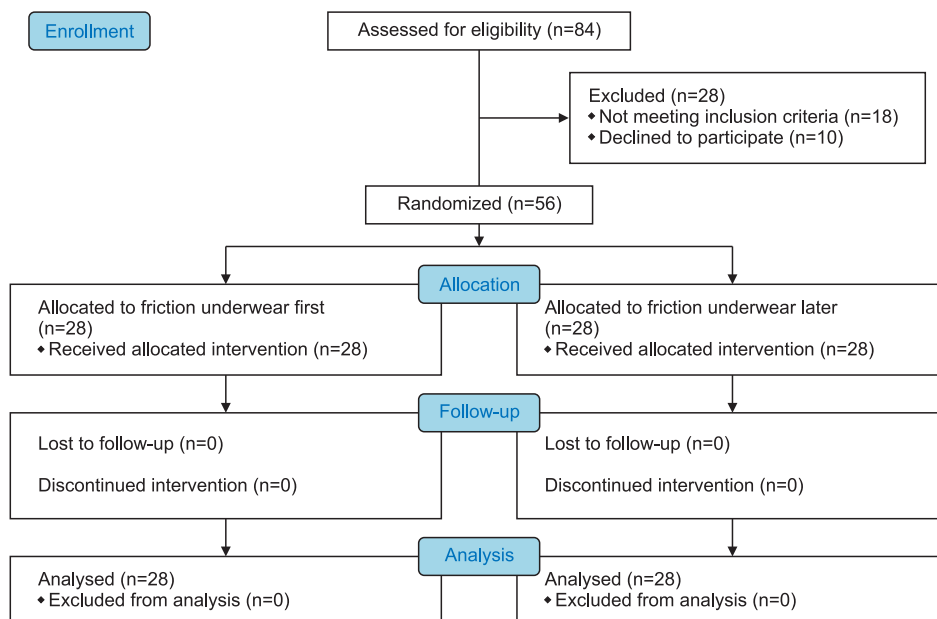 Enrollment
Assessed for eligibility (n=84)
Excluded (n=28)
◆ Not meeting inclusion criteria (n=18)
◆ Declined to participate (n=10)
Randomized (n=56)
Allocation
Allocated to friction underwear first
(n=28)
◆ Received allocated intervention (n=28)
Allocated to friction underwear later
(n=28)
◆ Received allocated intervention (n=28)
Follow-up
Lost to follow-up (n=0)
Discontinued intervention (n=0)
Lost to follow-up (n=0)
Discontinued intervention (n=0)
Analysis
Analysed (n=28)
◆ Excluded from analysis (n=0)
Analysed (n=28)
◆ Excluded from analysis (n=0)